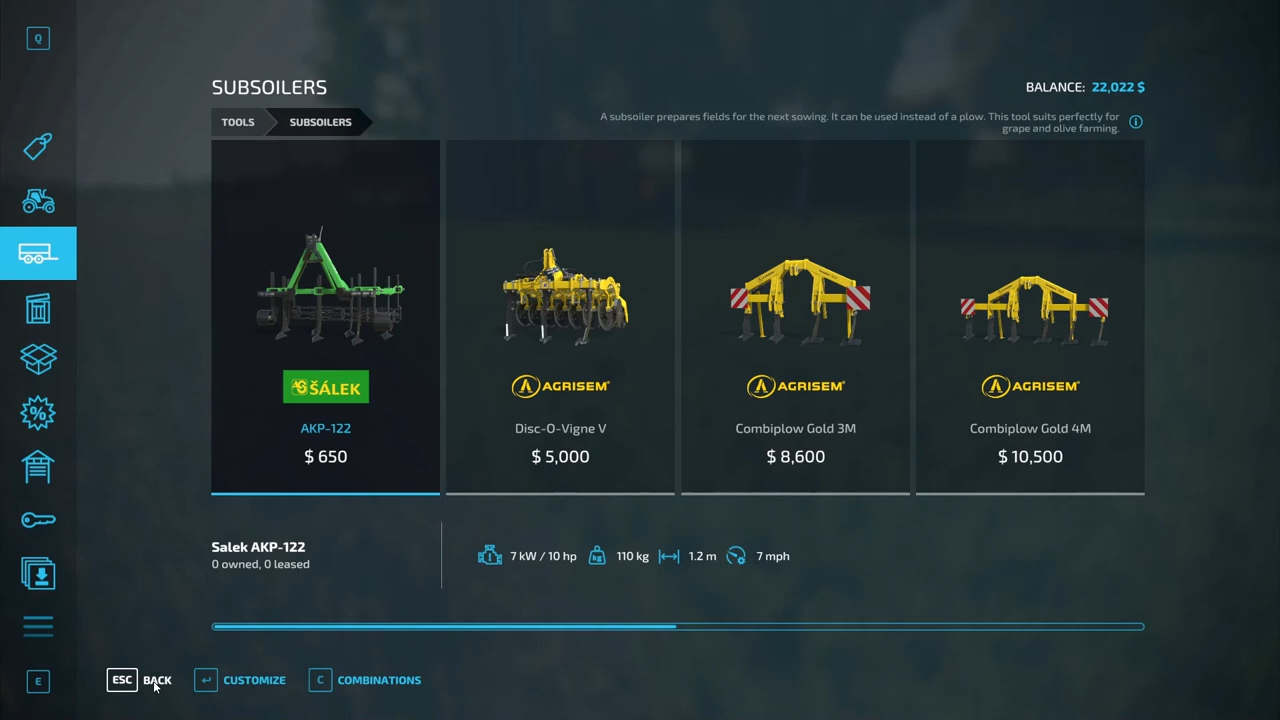 Q
SUBSOILERS
BALANCE: 22,022 $
TOOLS SUBSOILERS
A subsoiler prepares fields for the next sowing. It can be used instead of a plow. This tool suits perfectly for
grape and olive farming.
ŠÁLEK
AGRISEM
AGRISEM
AGRISEM
AKP-122
Disc-O-Vigne V
Combiplow Gold 3M
Combiplow Gold 4M
$ 650
$ 5,000
$ 8,600
$ 10,500
Salek AKP-122
0 owned, 0 leased
kg
7 kW / 10 hp 110 kg 1.2 m 7 mph
E
ESC BACK CUSTOMIZE C COMBINATIONS